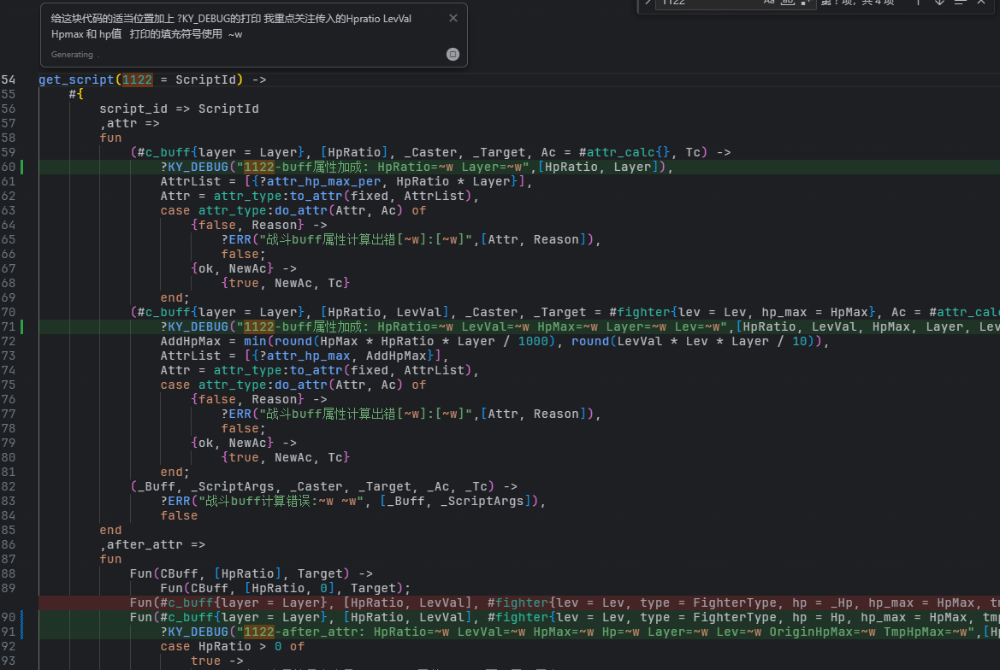 给这块代码的适当位置加上 ?KY_DEBUG的打印 我重点关注传入的Hpratio LevVal
Hpmax 和 hp值   打印的填充符号使用  ~w
Generating .
1122
54 get_script(1122 = ScriptId) ->
55     #{
56         script_id => ScriptId
57         ,attr =>
58         fun
59             (#c_buff{layer = Layer}, [HpRatio], _Caster, _Target, Ac = #attr_calc{}, Tc) ->
60                 ?KY_DEBUG("1122-buff属性加成: HpRatio=~w Layer=~w",[HpRatio, Layer]),
61                 AttrList = [{?attr_hp_max_per, HpRatio * Layer}],
62                 Attr = attr_type:to_attr(fixed, AttrList),
63                 case attr_type:do_attr(Attr, Ac) of
64                     {false, Reason} ->
65                         ?ERR("战斗buff属性计算出错[~w]:[~w]",[Attr, Reason]),
66                         false;
67                     {ok, NewAc} ->
68                         {true, NewAc, Tc}
69                 end;
70             (#c_buff{layer = Layer}, [HpRatio, LevVal], _Caster, _Target = #fighter{lev = Lev, hp_max = HpMax}, Ac = #attr_calc
71                 ?KY_DEBUG("1122-buff属性加成: HpRatio=~w LevVal=~w HpMax=~w Layer=~w Lev=~w",[HpRatio, LevVal, HpMax, Layer, Lev
72                 AddHpMax = min(round(HpMax * HpRatio * Layer / 1000), round(LevVal * Lev * Layer / 10)),
73                 AttrList = [{?attr_hp_max, AddHpMax}],
74                 Attr = attr_type:to_attr(fixed, AttrList),
75                 case attr_type:do_attr(Attr, Ac) of
76                     {false, Reason} ->
77                         ?ERR("战斗buff属性计算出错[~w]:[~w]",[Attr, Reason]),
78                         false;
79                     {ok, NewAc} ->
80                         {true, NewAc, Tc}
81                 end;
82             (_Buff, _ScriptArgs, _Caster, _Target, _Ac, _Tc) ->
83                 ?ERR("战斗buff计算错误:~w ~w", [_Buff, _ScriptArgs]),
84                 false
85         end
86         ,after_attr =>
87         fun
88             Fun(CBuff, [HpRatio], Target) ->
89                 Fun(CBuff, [HpRatio, 0], Target);
            Fun(#c_buff{layer = Layer}, [HpRatio, LevVal], #fighter{lev = Lev, type = FighterType, hp = _Hp, hp_max = HpMax,
90             Fun(#c_buff{layer = Layer}, [HpRatio, LevVal], #fighter{lev = Lev, type = FighterType, hp = Hp, hp_max = HpMax,
91                 ?KY_DEBUG("1122-after_attr: HpRatio=~w LevVal=~w HpMax=~w Hp=~w Layer=~w Lev=~w OriginHpMax=~w TmpHpMax=~w",[
92                 case HpRatio > 0 of
93                     true ->